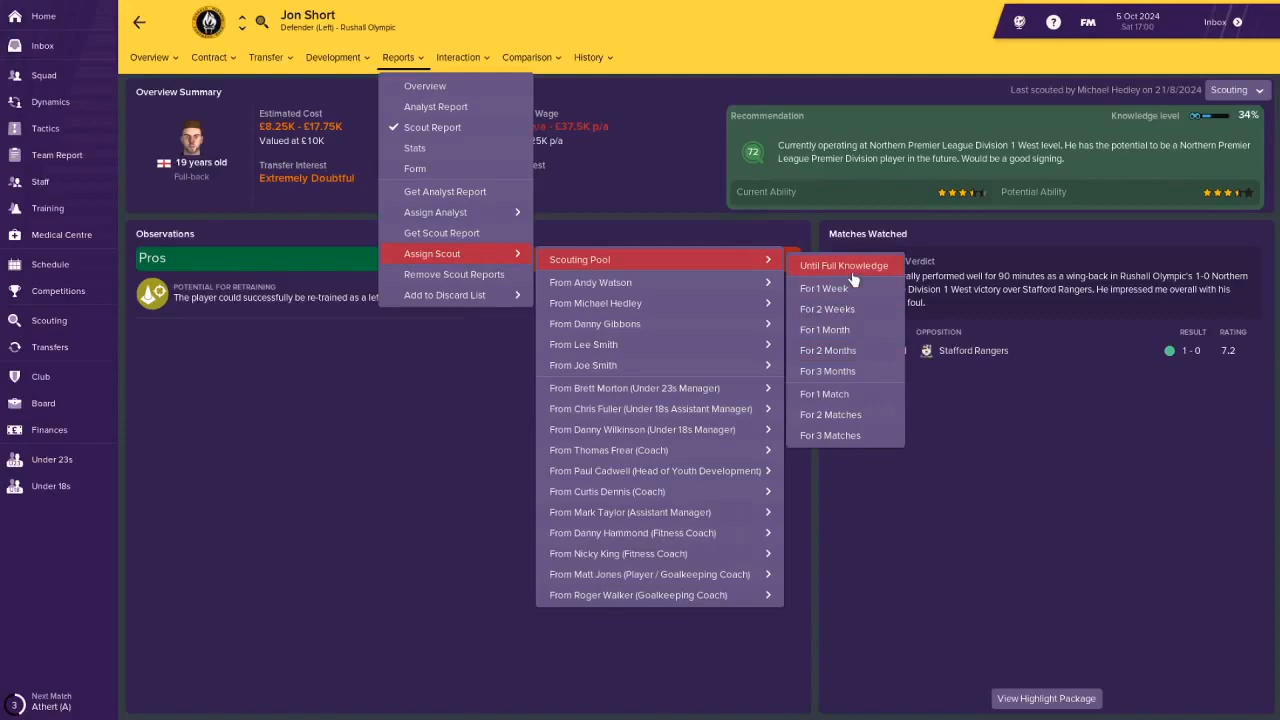 Home
Inbox
Squad
Dynamics
Tactics
Team Report
Staff
Training
Medical Centre
Schedule
Competitions
Scouting
Transfers
Club
Board
Finances
U23
Under 23s
U18
Under 18s
3
Next Match
Athert (A)
Jon Short
Defender (Left) - Rushall Olympic
FM
5 Oct 2024
Sat 17:00
Inbox
Overview
Contract
Transfer
Development
Reports
Interaction
Comparison
History
Overview Summary
19 years old
Full-back
Estimated Cost
£8.25K - £17.75K
Valued at £10K
Transfer Interest
Extremely Doubtful
Wage
- £37.5K p/a
p/a
Last scouted by Michael Hedley on 21/8/2024
Scouting
Recommendation
Knowledge level
34%
72
Currently operating at Northern Premier League Division 1 West level. He has the potential to be a Northern
Premier League Premier Division player in the future. Would be a good signing.
Current Ability
Potential Ability
Observations
Pros
POTENTIAL FOR RETRAINING
The player could successfully be re-trained as a
Overview
Analyst Report
Scout Report
Stats
Form
Get Analyst Report
Assign Analyst
Get Scout Report
Assign Scout
Remove Scout Reports
Add to Discard List
Scouting Pool
From Andy Watson
From Michael Hedley
From Danny Gibbons
From Lee Smith
From Joe Smith
From Brett Morton (Under 23s Manager)
From Chris Fuller (Under 18s Assistant Manager)
From Danny Wilkinson (Under 18s Manager)
From Thomas Frear (Coach)
From Paul Cadwell (Head of Youth Development)
From Curtis Dennis (Coach)
From Mark Taylor (Assistant Manager)
From Danny Hammond (Fitness Coach)
From Nicky King (Fitness Coach)
From Matt Jones (Player / Goalkeeping Coach)
From Roger Walker (Goalkeeping Coach)
Until Full Knowledge
For 1 Week
For 2 Weeks
For 1 Month
For 2 Months
For 3 Months
For 1 Match
For 2 Matches
For 3 Matches
Matches Watched
Verdict
performed well for 90 minutes as a wing-back in Rushall Olympic's 1-0 Northern
Division 1 West victory over Stafford Rangers. He impressed me overall with his
foul.
OPPOSITION
RESULT
RATING
Stafford Rangers
1 - 0
7.2
View Highlight Package